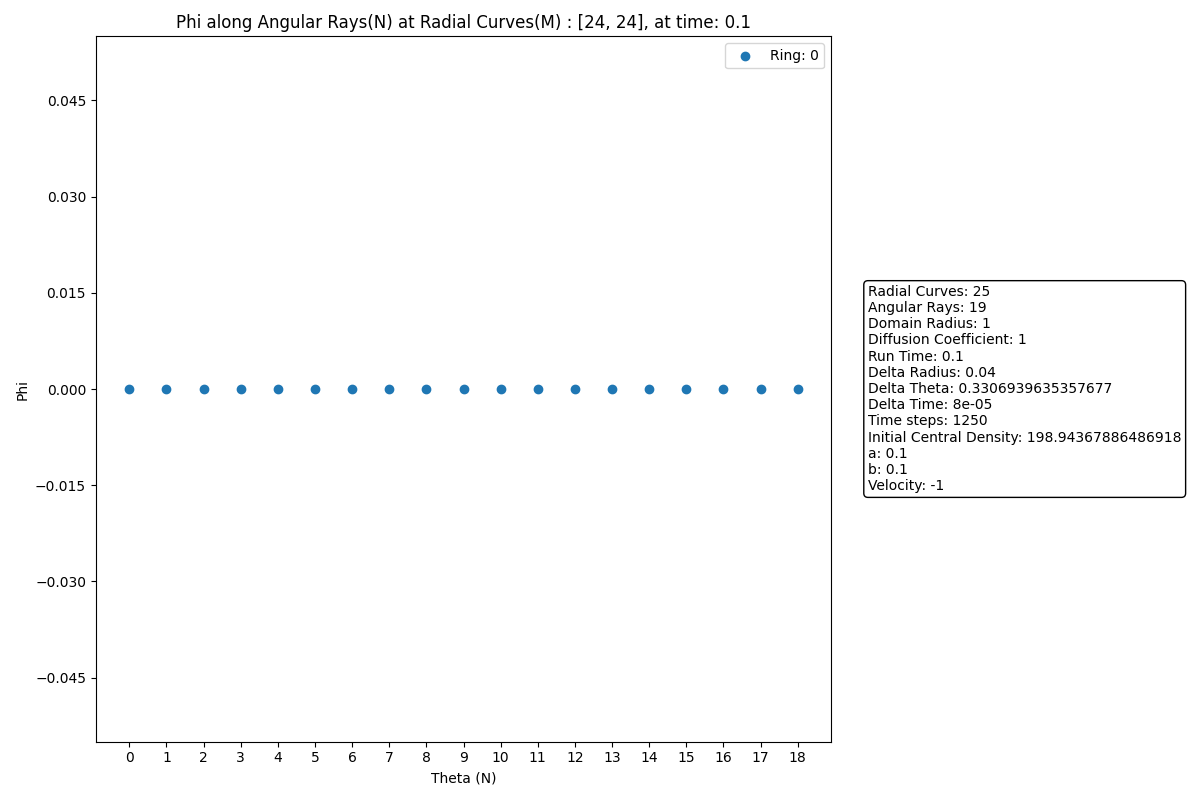 Phi along Angular Rays(N) at Radial Curves(M) : [24, 24], at time: 0.1
Ring: 0
Phi
0.045
0.030
0.015
0.000
−0.015
−0.030
−0.045
0 1 2 3 4 5 6 7 8 9 10 11 12 13 14 15 16 17 18
Theta (N)
Radial Curves: 25
Angular Rays: 19
Domain Radius: 1
Diffusion Coefficient: 1
Run Time: 0.1
Delta Radius: 0.04
Delta Theta: 0.3306939635357677
Delta Time: 8e-05
Time steps: 1250
Initial Central Density: 198.94367886486918
a: 0.1
b: 0.1
Velocity: -1